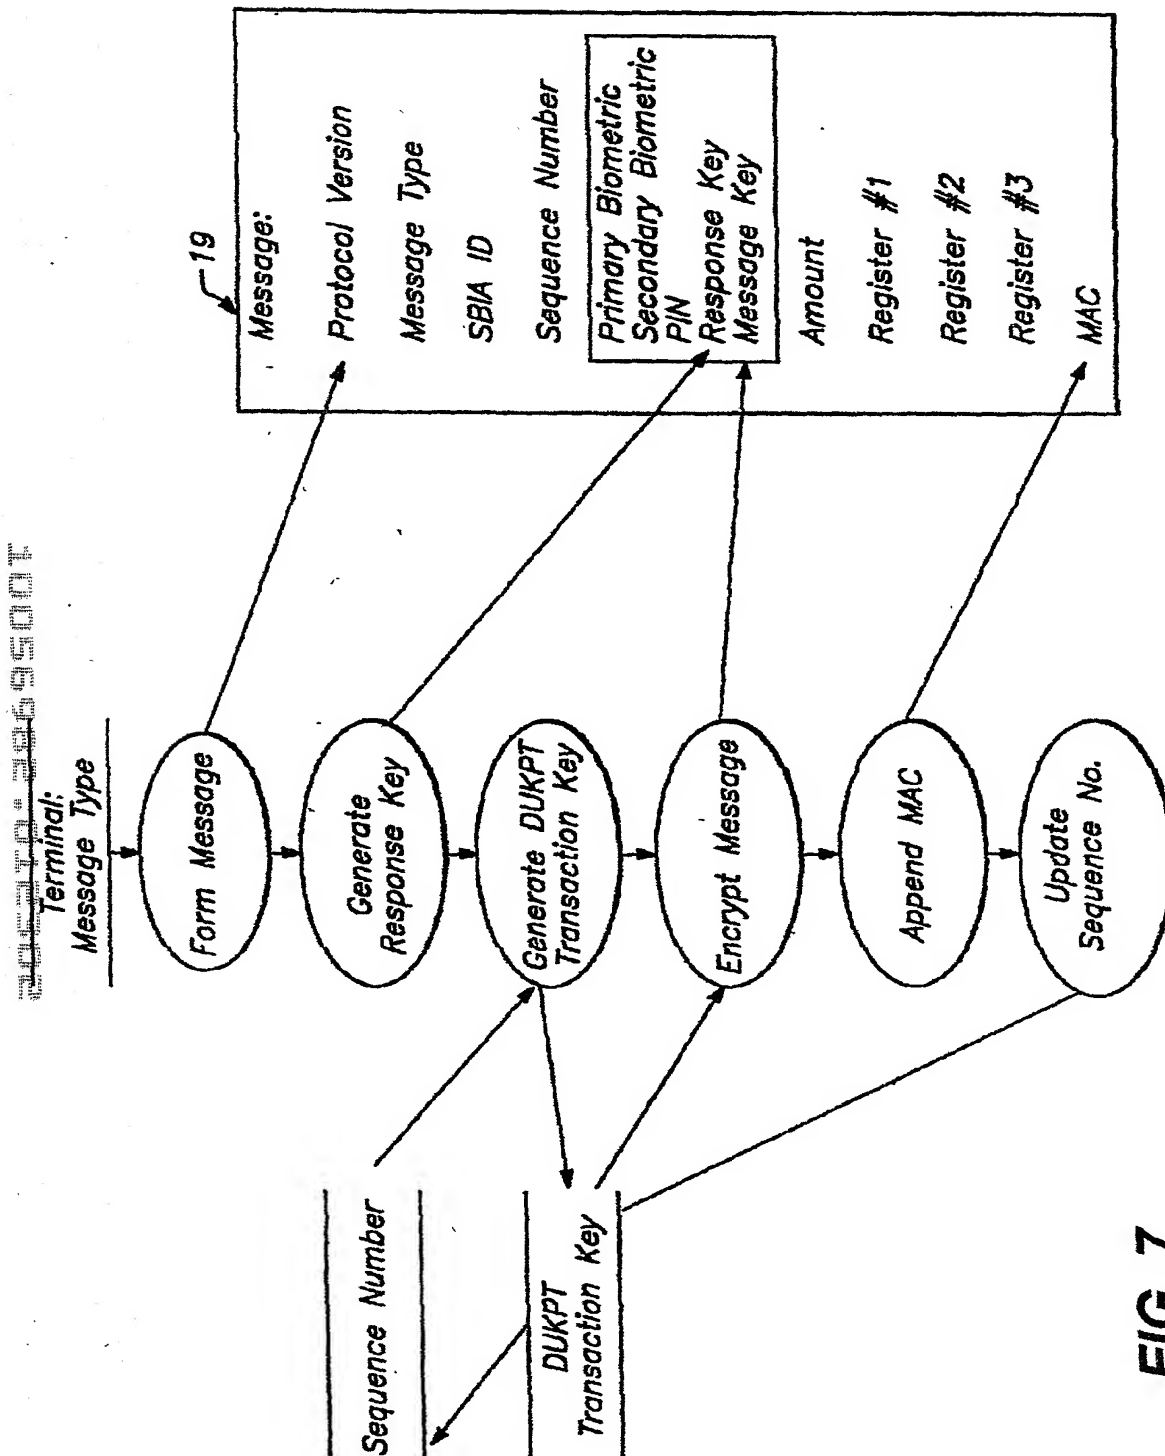 Terminal:
Message Type
Form Message
Generate
Response Key
Generate DUKPT
Transaction Key
Encrypt Message
Append MAC
Update
Sequence No.
Sequence Number
DUKPT
Transaction Key
19
Message:
Protocol Version
Message Type
SBIA ID
Sequence Number
Primary Biometric
Secondary Biometric
PIN
Response Key
Message Key
Amount
Register #1
Register #2
Register #3
MAC
FIG. 7